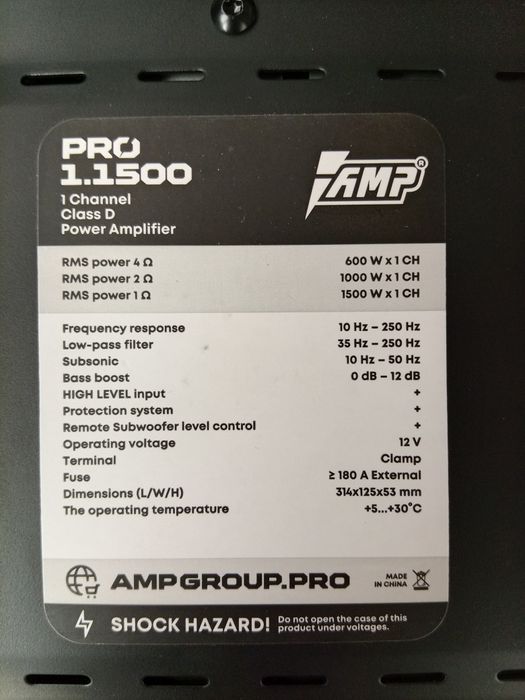 PRO
1.1500
AMP®
1 Channel
Class D
Power Amplifier
RMS power 4 Ω 600 W x 1 CH
RMS power 2 Ω 1000 W x 1 CH
RMS power 1 Ω 1500 W x 1 CH
Frequency response 10 Hz – 250 Hz
Low-pass filter 35 Hz – 250 Hz
Subsonic 10 Hz – 50 Hz
Bass boost 0 dB – 12 dB
HIGH LEVEL input +
Protection system +
Remote Subwoofer level control +
Operating voltage 12 V
Terminal Clamp
Fuse ≥ 180 A External
Dimensions (L/W/H) 314x125x53 mm
The operating temperature +5...+30°C
AMPGROUP.PRO
MADE
IN CHINA
SHOCK HAZARD!
Do not open the case of this
product under voltages.